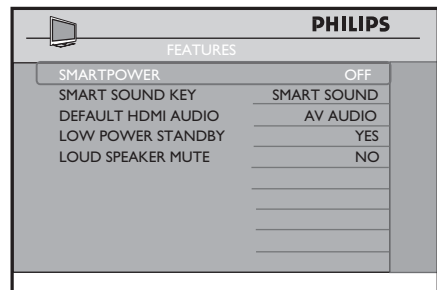 PHILIPS
FEATURES
SMARTPOWER OFF
SMART SOUND KEY SMART SOUND
DEFAULT HDMI AUDIO AV AUDIO
LOW POWER STANDBY YES
LOUD SPEAKER MUTE NO